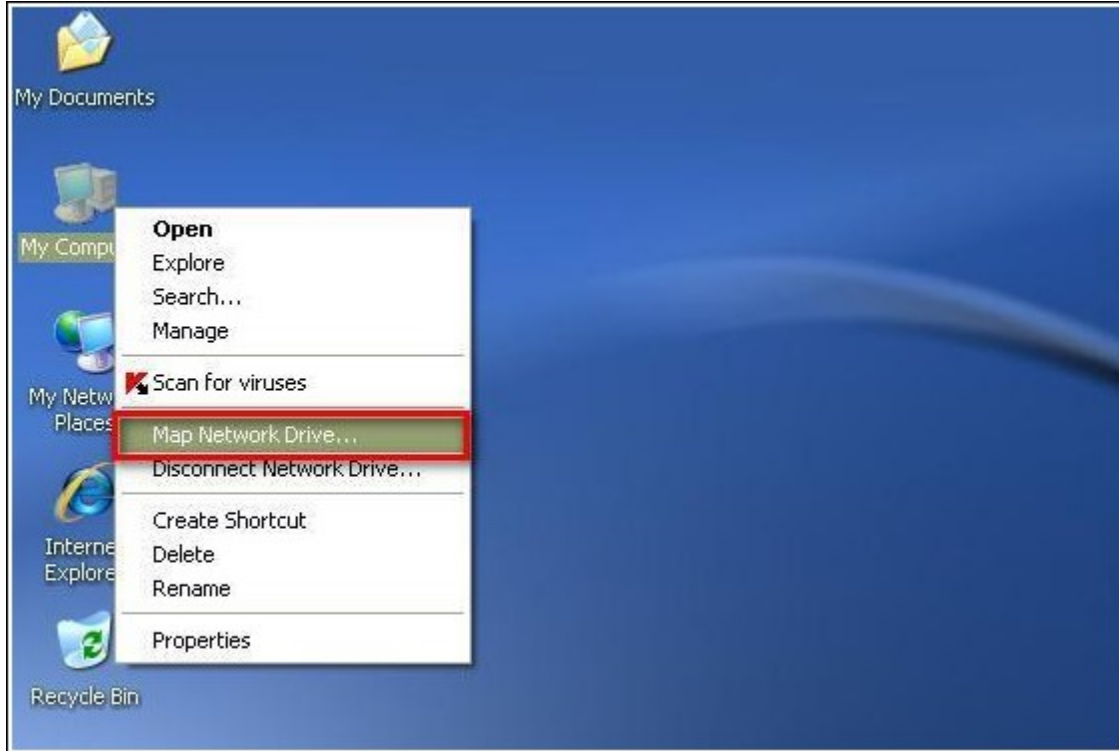 My Documents
My Compu
Open
Explore
Search...
Manage
Scan for viruses
Map Network Drive...
Disconnect Network Drive...
Create Shortcut
Delete
Rename
Properties
My Netw
Places
Interne
Explore
Recycle Bin